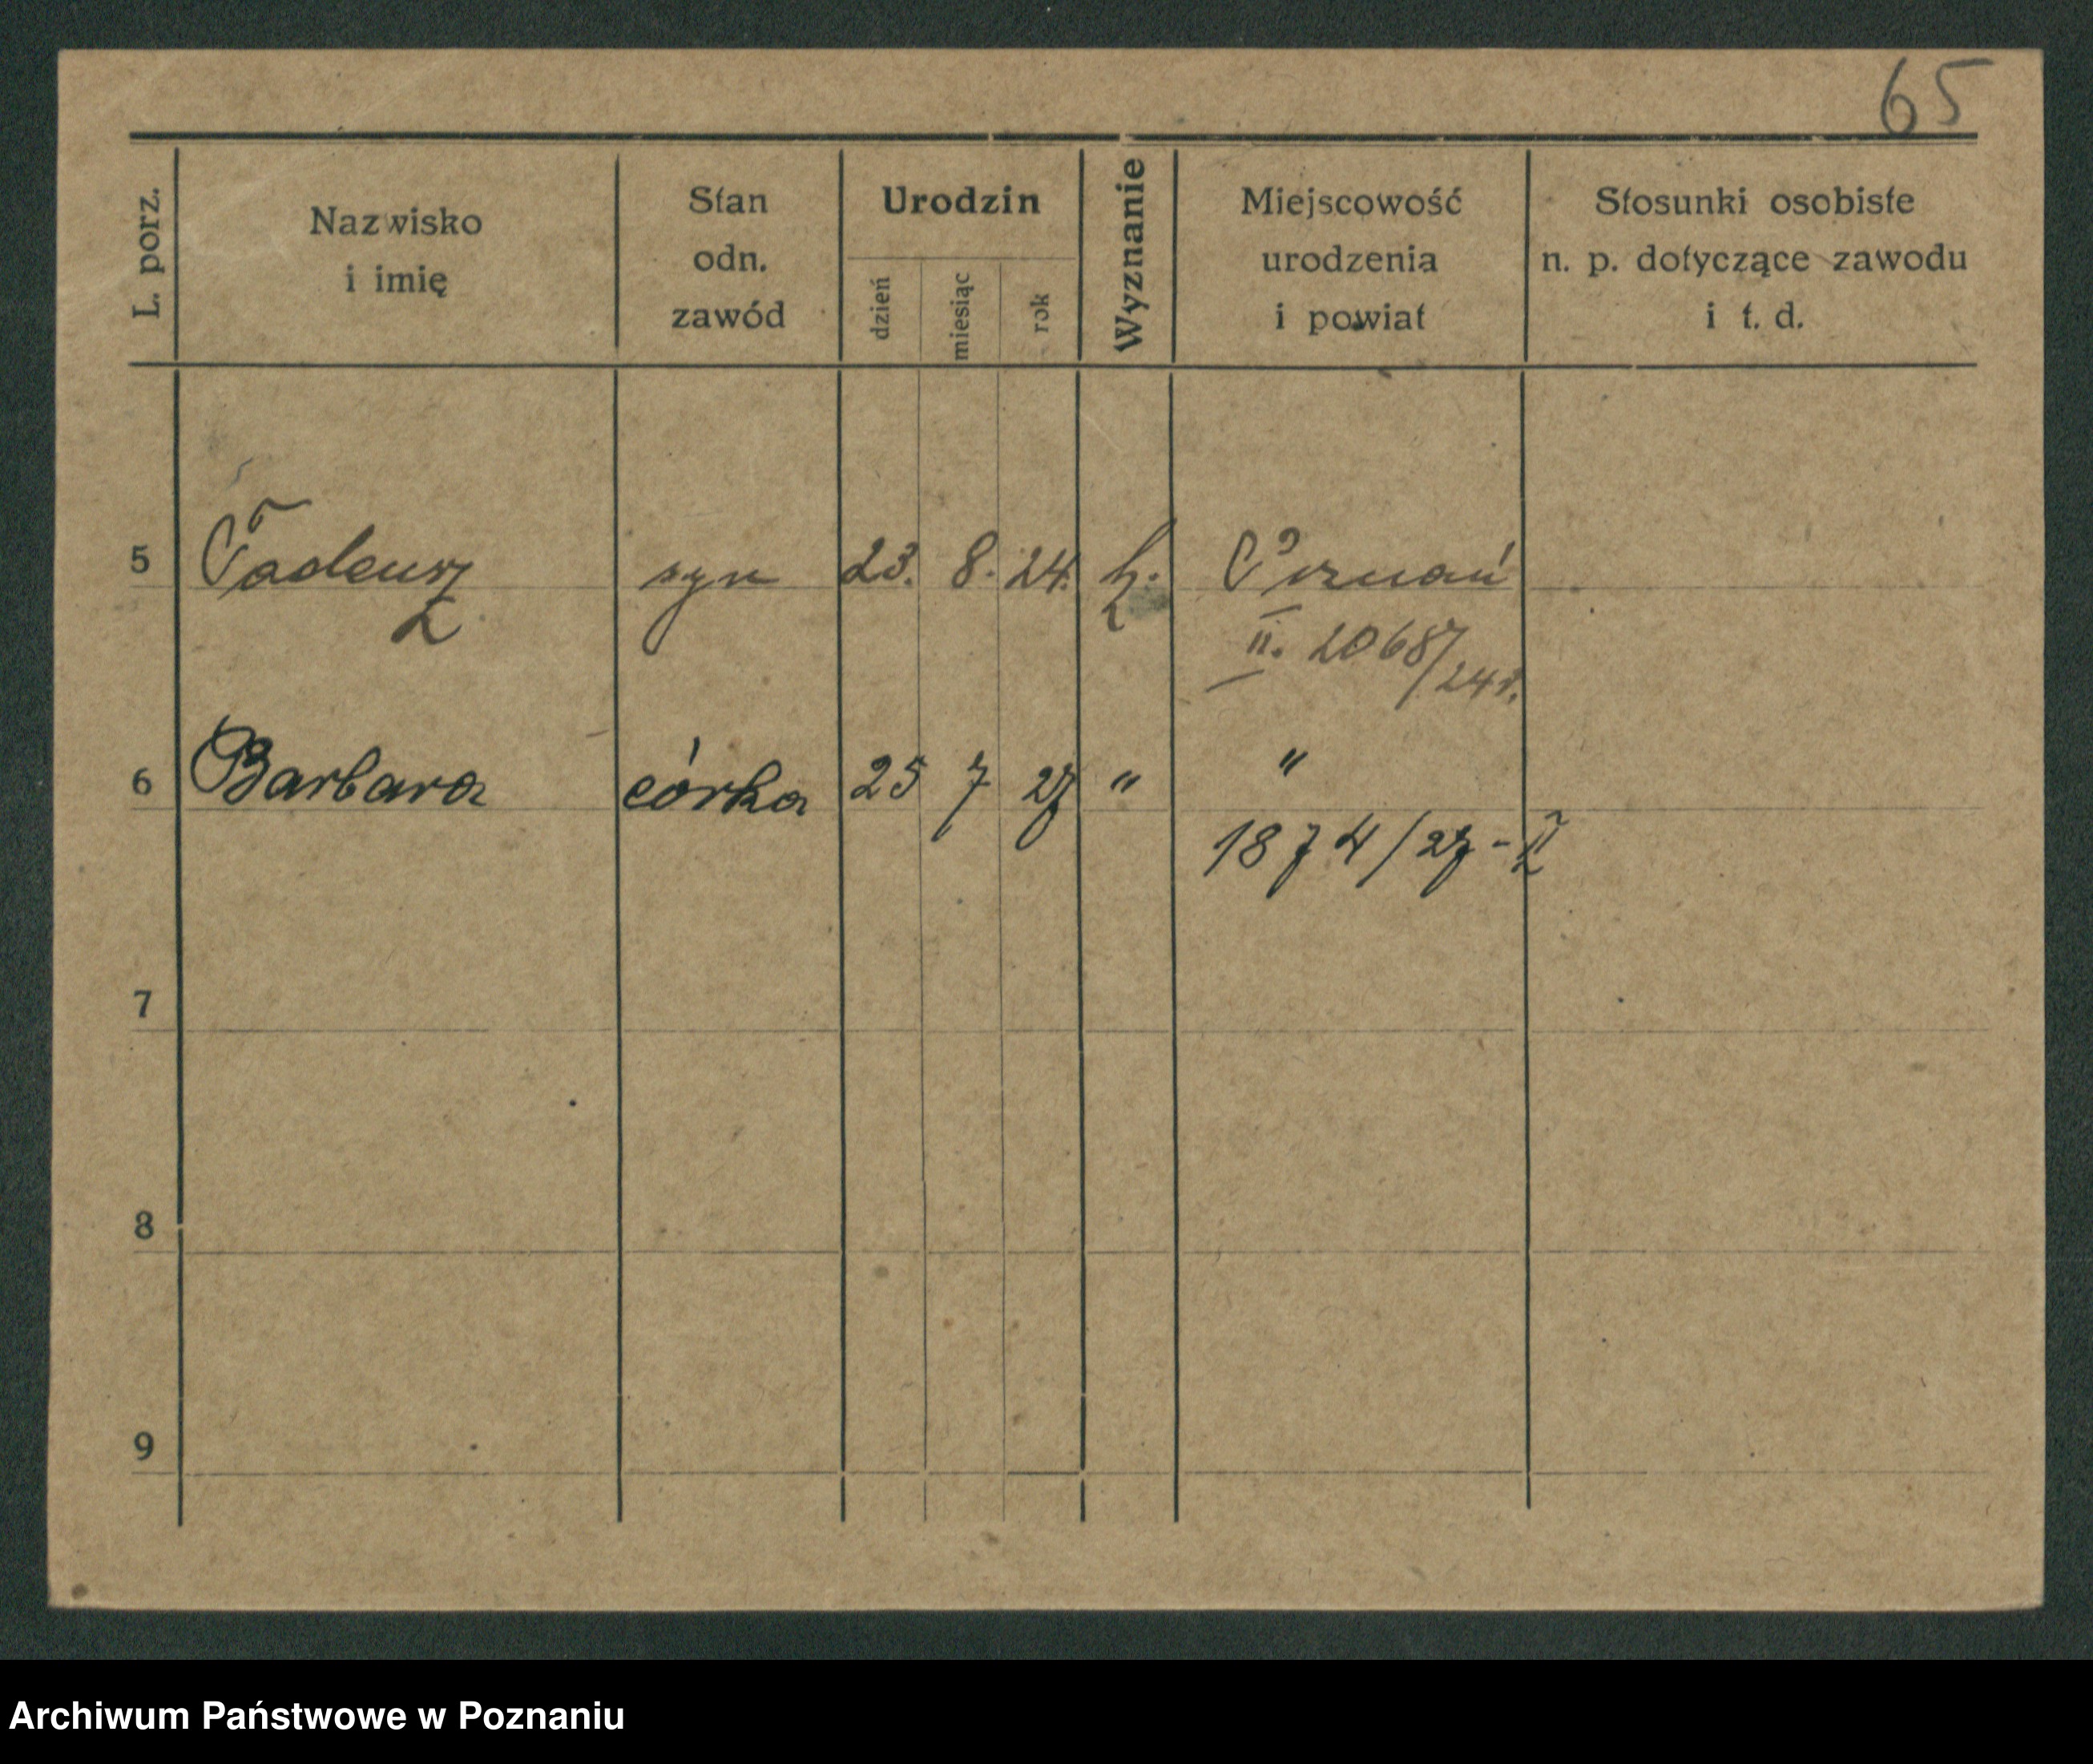 65
L. porz.
Nazwisko
i imię
Stan
odn.
zawód
Urodzin
dzień
miesiąc
rok
Wyznanie
Miejscowość
urodzenia
i powiat
Stosunki osobiste
n. p. dotyczące zawodu
i t. d.
5 Tadeusz syn 23. 8. 24. k. Poznań
II. 2068/24r.
6 Barbara córka 25 7 27 " "
1874/27-II
7
8
9
Archiwum Państwowe w Poznaniu